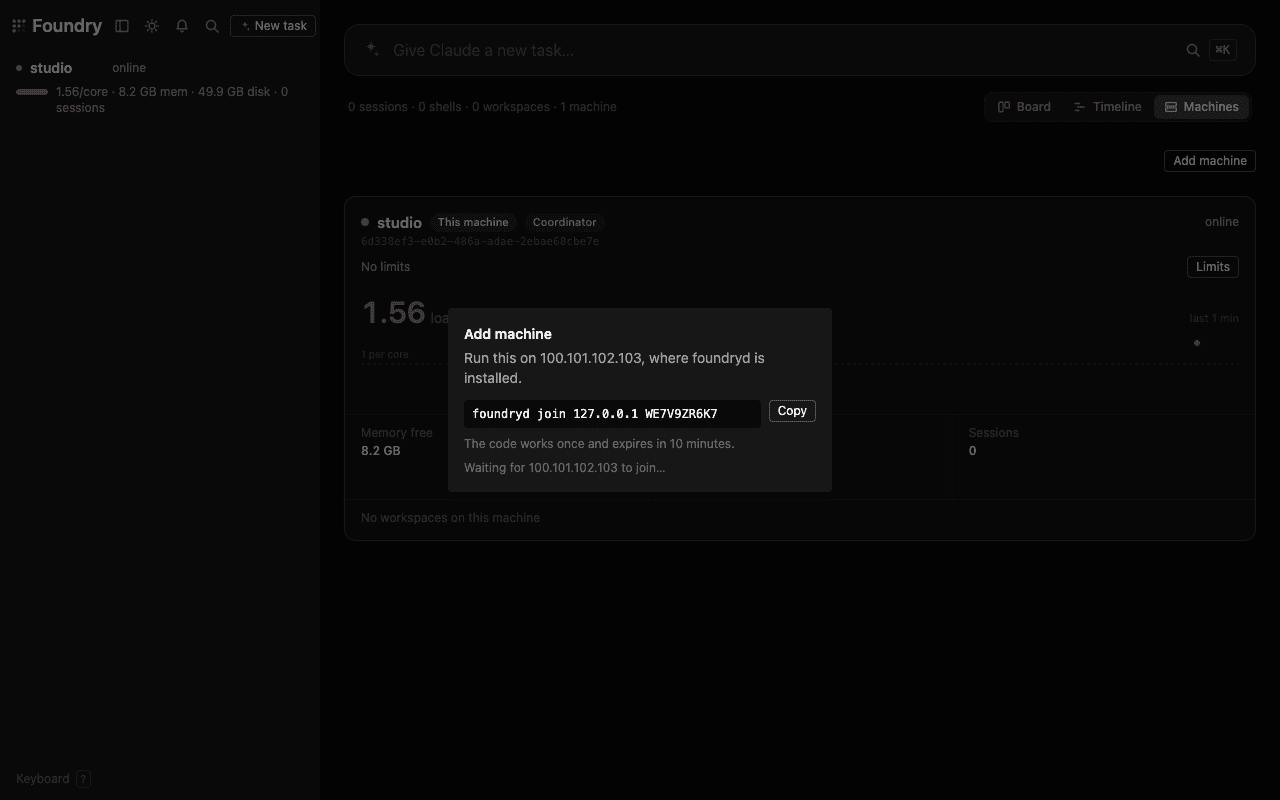 Foundry
New task
studio online
1.56/core · 8.2 GB mem · 49.9 GB disk · 0
sessions
Give Claude a new task...
⌘K
0 sessions · 0 shells · 0 workspaces · 1 machine
Board Timeline Machines
Add machine
studio This machine Coordinator online
6d338ef3-e0b2-486a-adae-2ebae68cbe7e
No limits Limits
1.56 loa
last 1 min
1 per core
Add machine
Run this on 100.101.102.103, where foundryd is
installed.
foundryd join 127.0.0.1 WE7V9ZR6K7 Copy
The code works once and expires in 10 minutes.
Waiting for 100.101.102.103 to join...
Memory free Sessions
8.2 GB 0
No workspaces on this machine
Keyboard ?